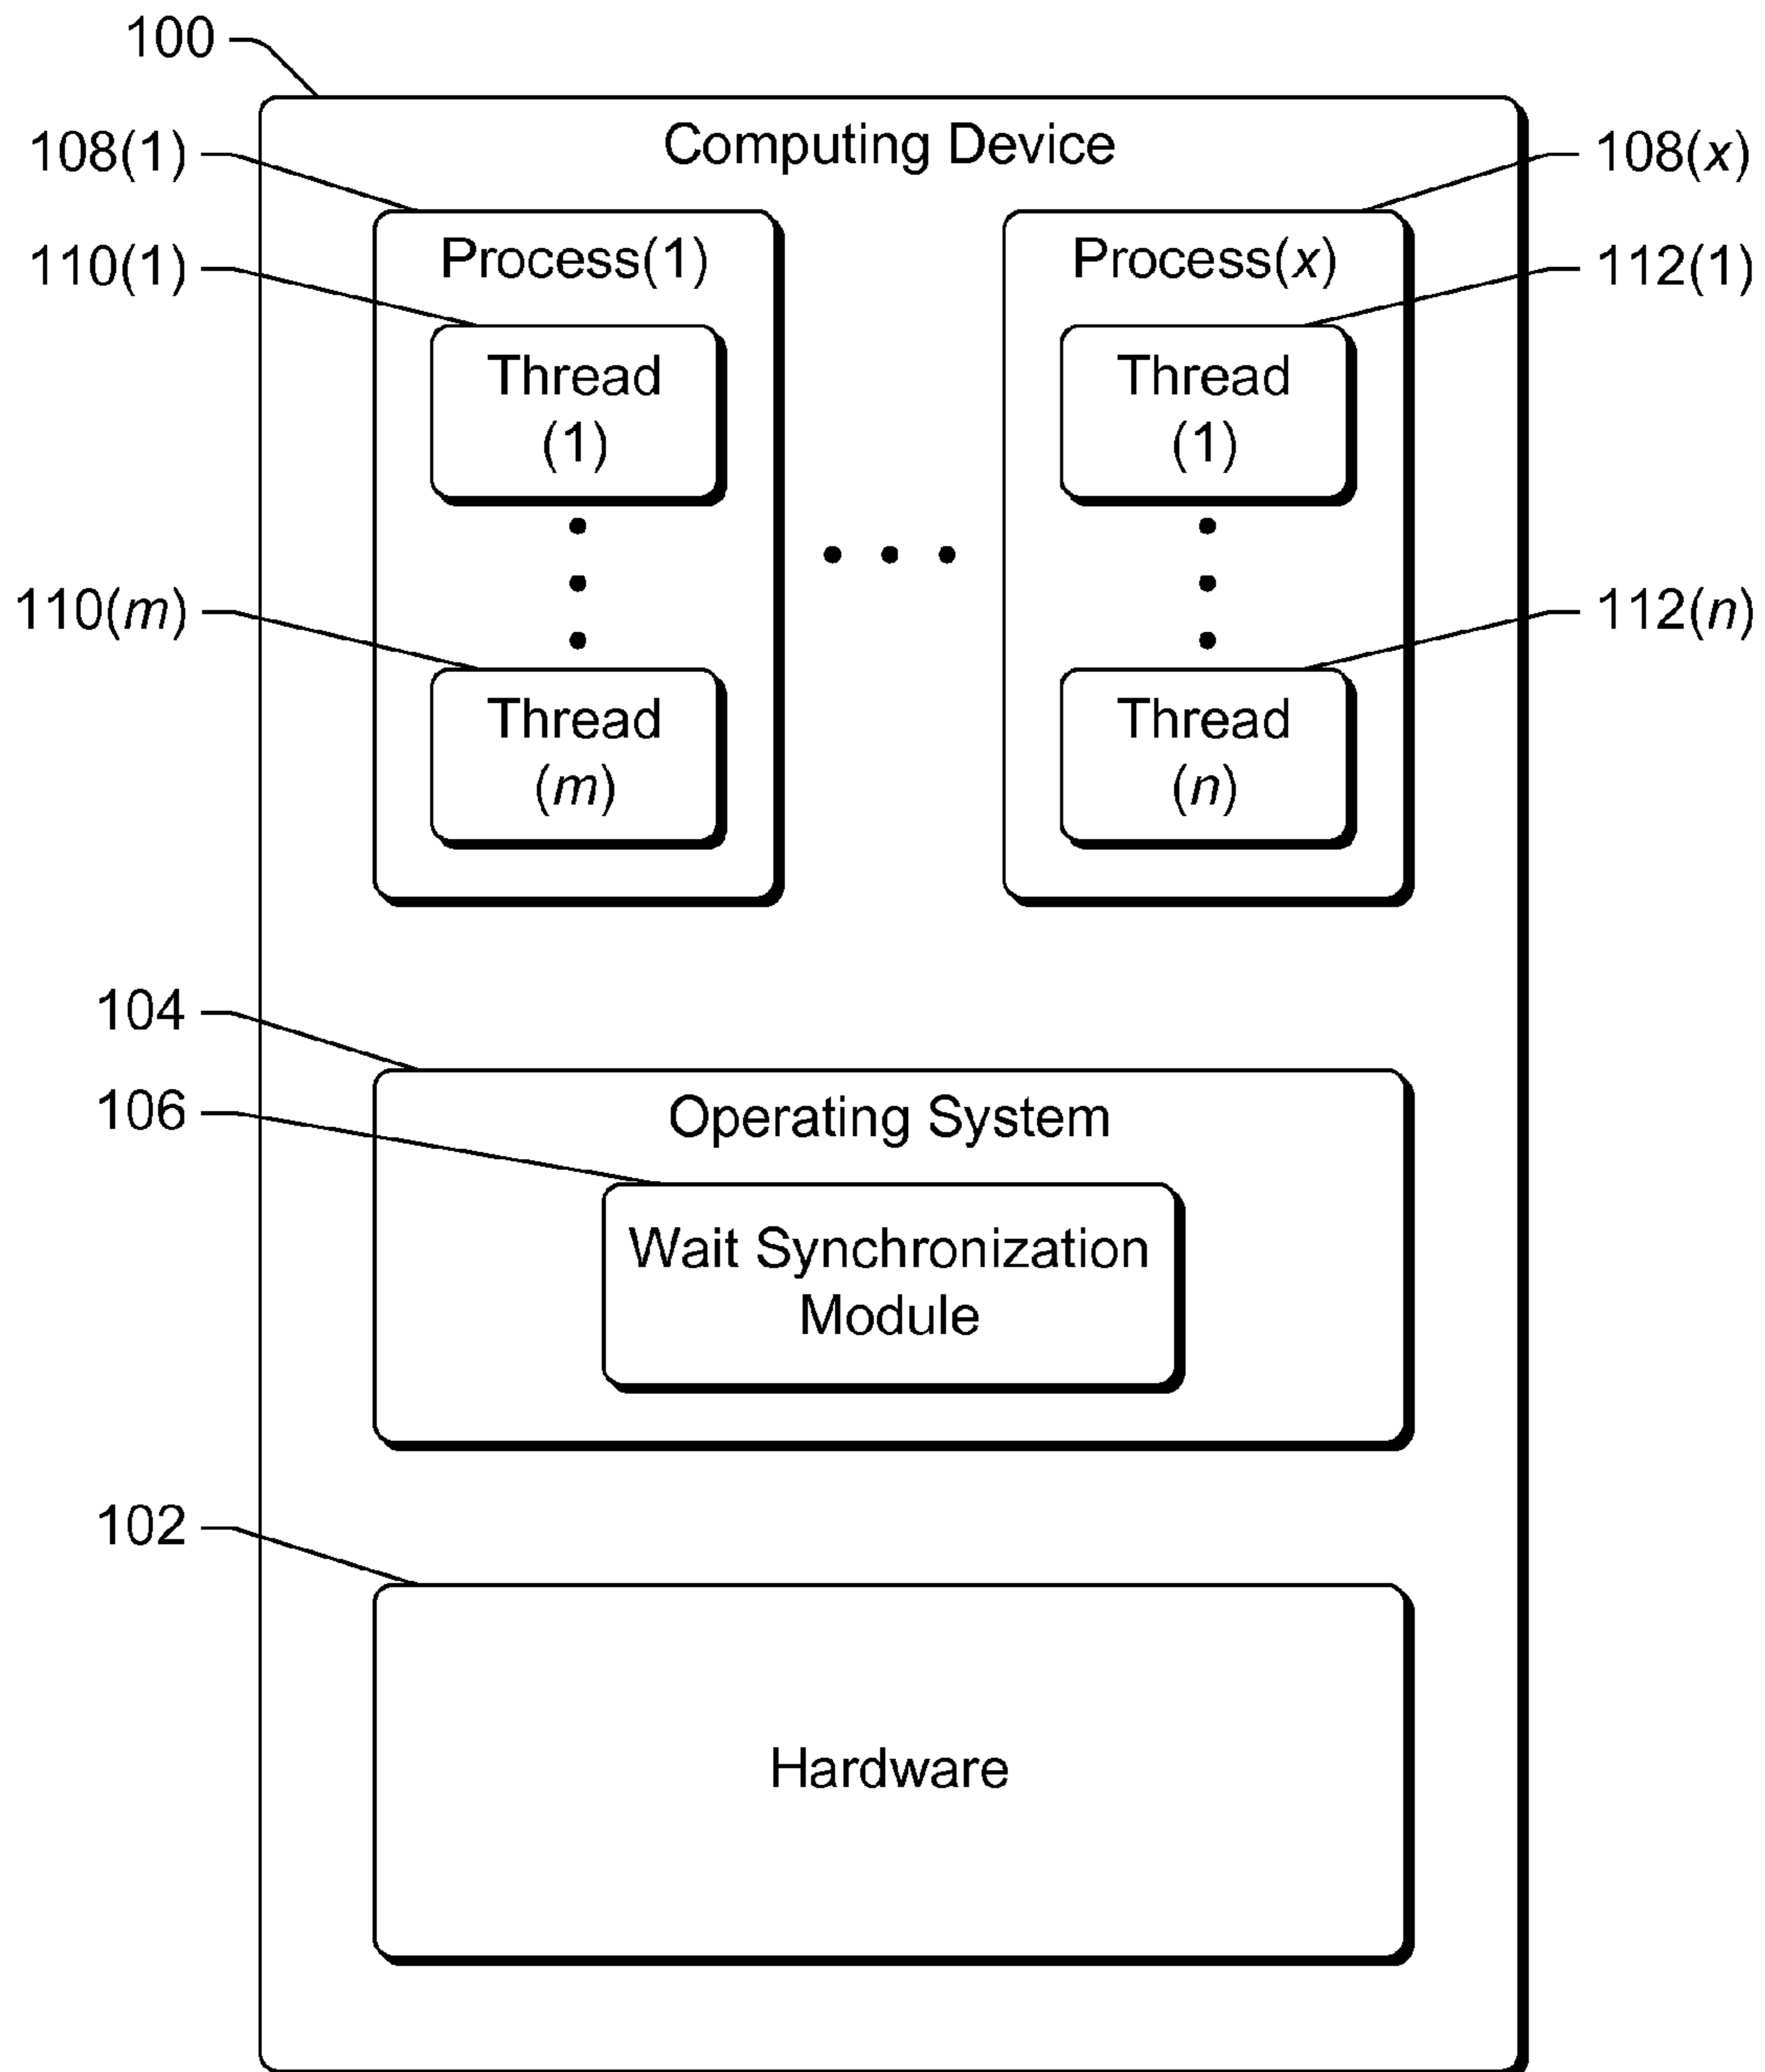 100
Computing Device
108(1)
108(x)
Process(1)
Process(x)
110(1)
112(1)
Thread
(1)
Thread
(1)
110(m)
112(n)
Thread
(m)
Thread
(n)
104
106
Operating System
Wait Synchronization
Module
102
Hardware